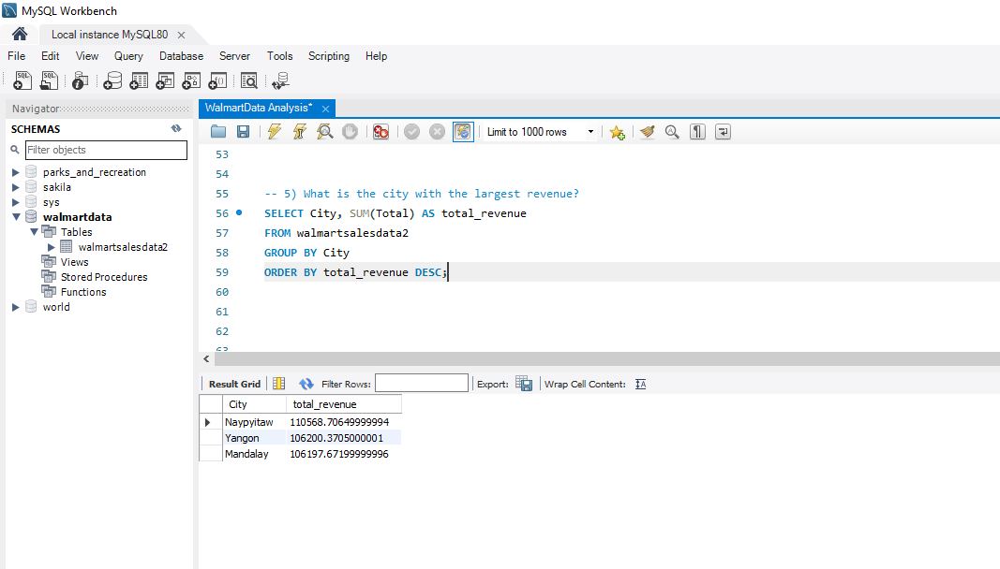 MySQL Workbench
Local instance MySQL80
File Edit View Query Database Server Tools Scripting Help
Navigator
SCHEMAS
Filter objects
parks_and_recreation
sakila
sys
walmartdata
Tables
walmartsalesdata2
Views
Stored Procedures
Functions
world
WalmartData Analysis*
Limit to 1000 rows
53
54
55 -- 5) What is the city with the largest revenue?
56 SELECT City, SUM(Total) AS total_revenue
57 FROM walmartsalesdata2
58 GROUP BY City
59 ORDER BY total_revenue DESC;
60
61
62
63
Result Grid Filter Rows: Export: Wrap Cell Content:
City total_revenue
Naypyitaw 110568.70649999994
Yangon 106200.3705000001
Mandalay 106197.67199999996